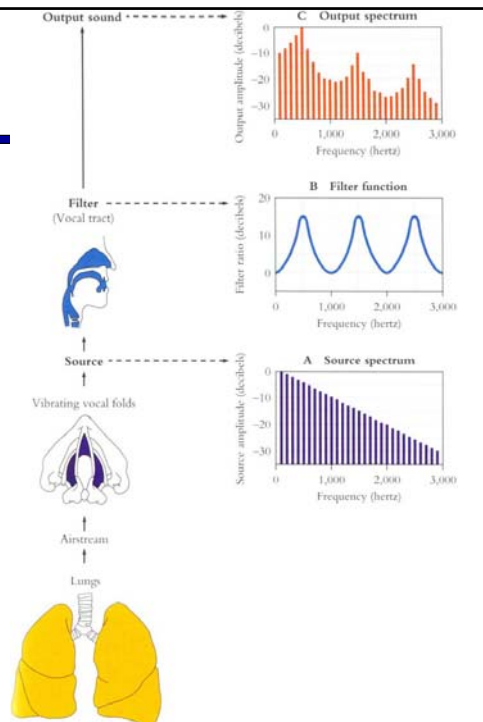 Output sound
C Output spectrum
Output amplitude (decibels)
0
−10
−20
−30
0 1,000 2,000 3,000
Frequency (hertz)
Filter
(Vocal tract)
B Filter function
Filter ratio (decibels)
20
10
0
0 1,000 2,000 3,000
Frequency (hertz)
Source
A Source spectrum
Source amplitude (decibels)
0
−10
−20
−30
0 1,000 2,000 3,000
Frequency (hertz)
Vibrating vocal folds
Airstream
Lungs